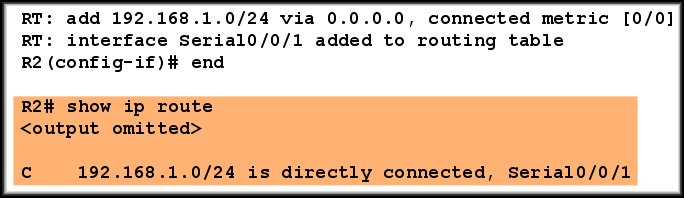 RT: add 192.168.1.0/24 via 0.0.0.0, connected metric [0/0]
RT: interface Serial0/0/1 added to routing table
R2(config-if)# end
R2# show ip route
<output omitted>
C    192.168.1.0/24 is directly connected, Serial0/0/1